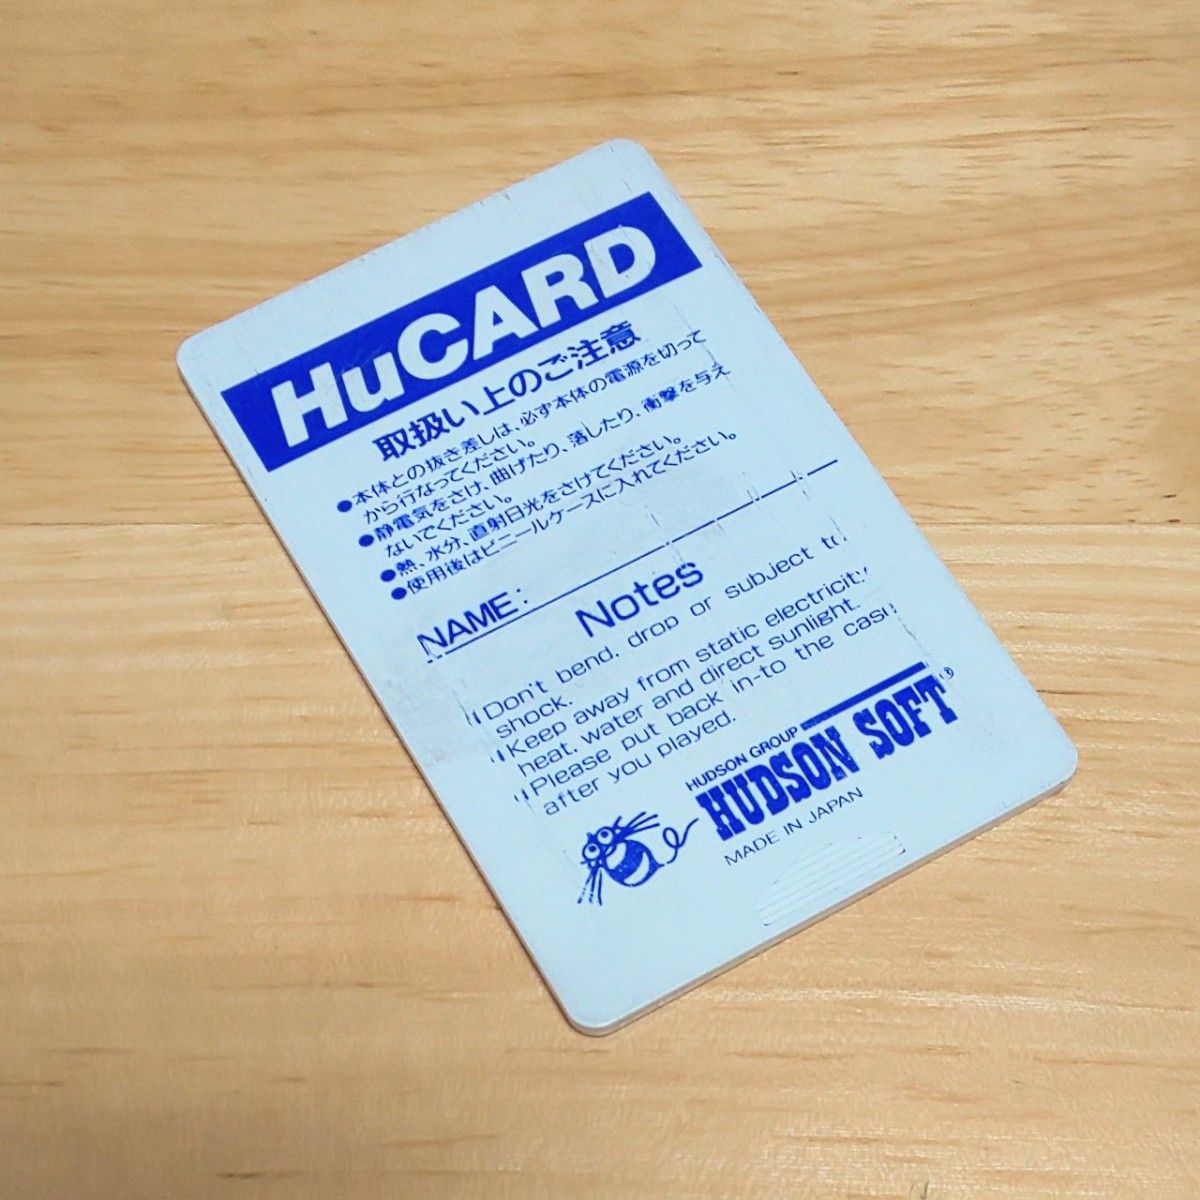 HuCARD
取扱い上のご注意
●本体との抜き差しは、必ず本体の電源を切って
から行なってください。
●静電気をさけ、曲げたり、落したり、衝撃を与え
ないでください。
●熱、水分、直射日光をさけてください。
●使用後はビニールケースに入れてください。
NAME:
Notes
Don't bend, drop or subject to
shock.
Keep away from static electricity,
heat, water and direct sunlight.
Please put back in-to the case
after you played.
HUDSON GROUP
HUDSON SOFT®
MADE IN JAPAN